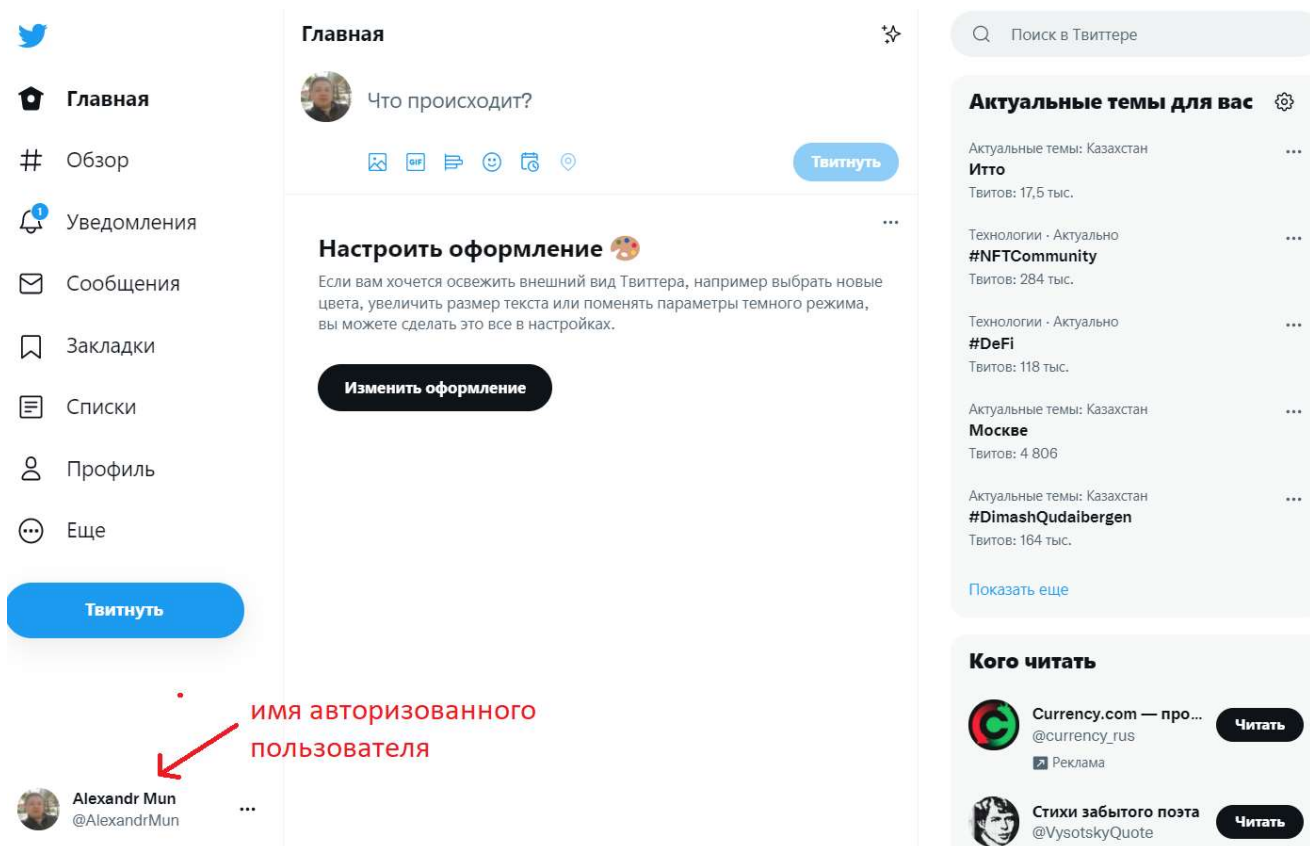 Главная
Обзор
1
Уведомления
Сообщения
Закладки
Списки
Профиль
Еще
Твитнуть
имя авторизованного
пользователя
Alexandr Mun
@AlexandrMun
Главная
Что происходит?
GIF
Твитнуть
Настроить оформление
Если вам хочется освежить внешний вид Твиттера, например выбрать новые
цвета, увеличить размер текста или поменять параметры темного режима,
вы можете сделать это все в настройках.
Изменить оформление
Поиск в Твиттере
Актуальные темы для вас
Актуальные темы: Казахстан
Итто
Твитов: 17,5 тыс.
Технологии · Актуально
#NFTCommunity
Твитов: 284 тыс.
Технологии · Актуально
#DeFi
Твитов: 118 тыс.
Актуальные темы: Казахстан
Москве
Твитов: 4 806
Актуальные темы: Казахстан
#DimashQudaibergen
Твитов: 164 тыс.
Показать еще
Кого читать
Currency.com — про...
@currency_rus
Читать
Реклама
Стихи забытого поэта
@VysotskyQuote
Читать